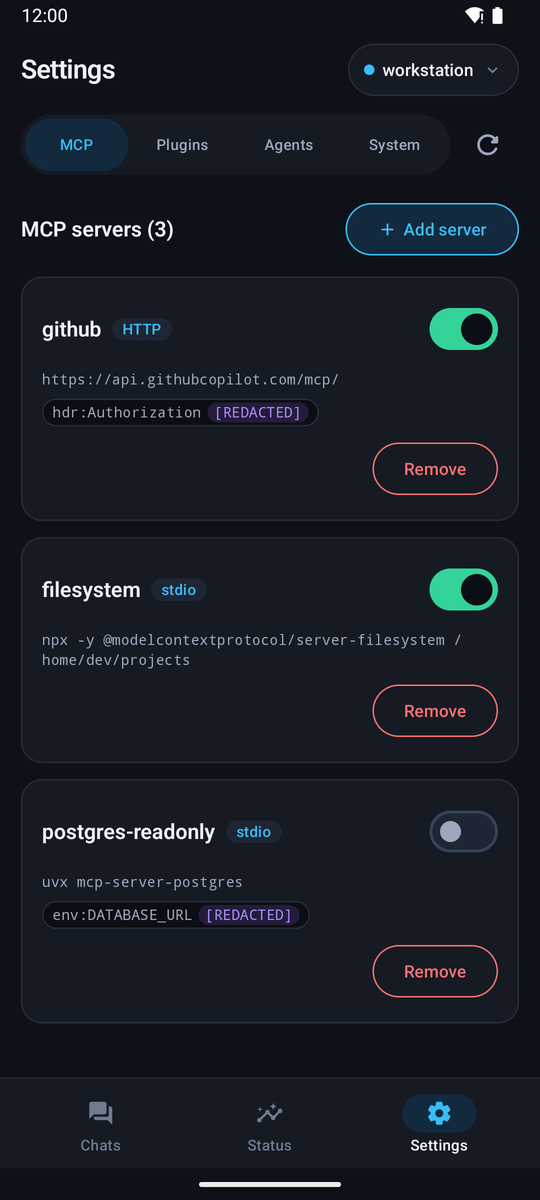 12:00
Settings
workstation
MCP
Plugins
Agents
System
MCP servers (3)
+ Add server
github
HTTP
https://api.githubcopilot.com/mcp/
hdr:Authorization [REDACTED]
Remove
filesystem
stdio
npx -y @modelcontextprotocol/server-filesystem /
home/dev/projects
Remove
postgres-readonly
stdio
uvx mcp-server-postgres
env:DATABASE_URL [REDACTED]
Remove
Chats
Status
Settings